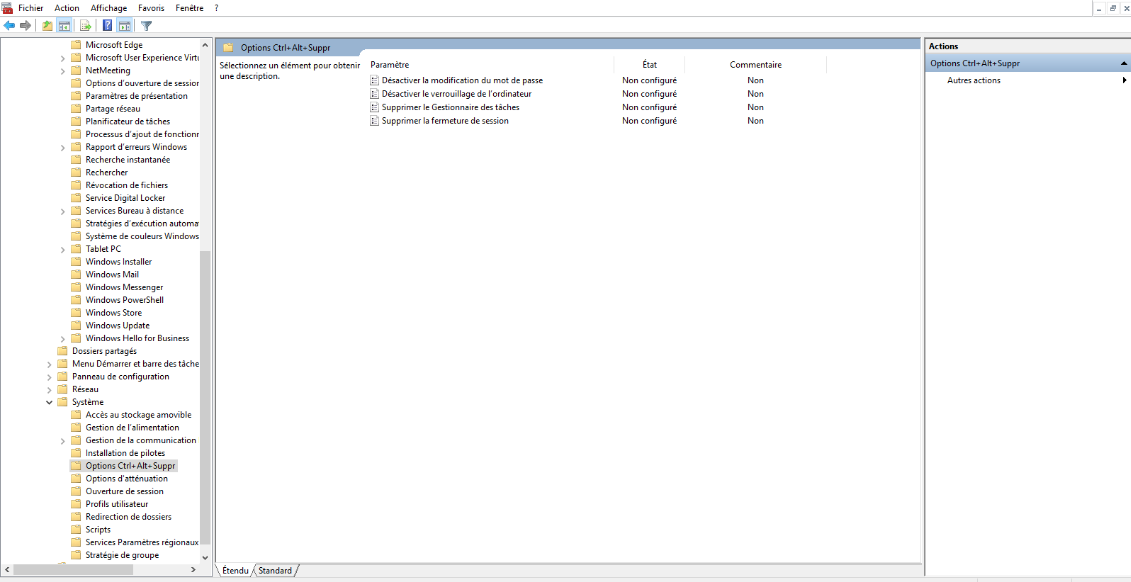 Fichier Action Affichage Favoris Fenêtre ?
Microsoft Edge
Microsoft User Experience Virtu
NetMeeting
Options d'ouverture de session
Paramètres de présentation
Partage réseau
Planificateur de tâches
Processus d'ajout de fonctionn
Rapport d'erreurs Windows
Recherche instantanée
Rechercher
Révocation de fichiers
Service Digital Locker
Services Bureau à distance
Stratégies d'exécution automat
Système de couleurs Windows
Tablet PC
Windows Installer
Windows Mail
Windows Messenger
Windows PowerShell
Windows Store
Windows Update
Windows Hello for Business
Dossiers partagés
Menu Démarrer et barre des tâche
Panneau de configuration
Réseau
Système
Accès au stockage amovible
Gestion de l'alimentation
Gestion de la communication
Installation de pilotes
Options Ctrl+Alt+Suppr
Options d'atténuation
Ouverture de session
Profils utilisateur
Redirection de dossiers
Scripts
Services Paramètres régionaux
Stratégie de groupe
Options Ctrl+Alt+Suppr
Sélectionnez un élément pour obtenir
une description.
Paramètre État Commentaire
Désactiver la modification du mot de passe Non configuré Non
Désactiver le verrouillage de l'ordinateur Non configuré Non
Supprimer le Gestionnaire des tâches Non configuré Non
Supprimer la fermeture de session Non configuré Non
Étendu Standard
Actions
Options Ctrl+Alt+Suppr
Autres actions